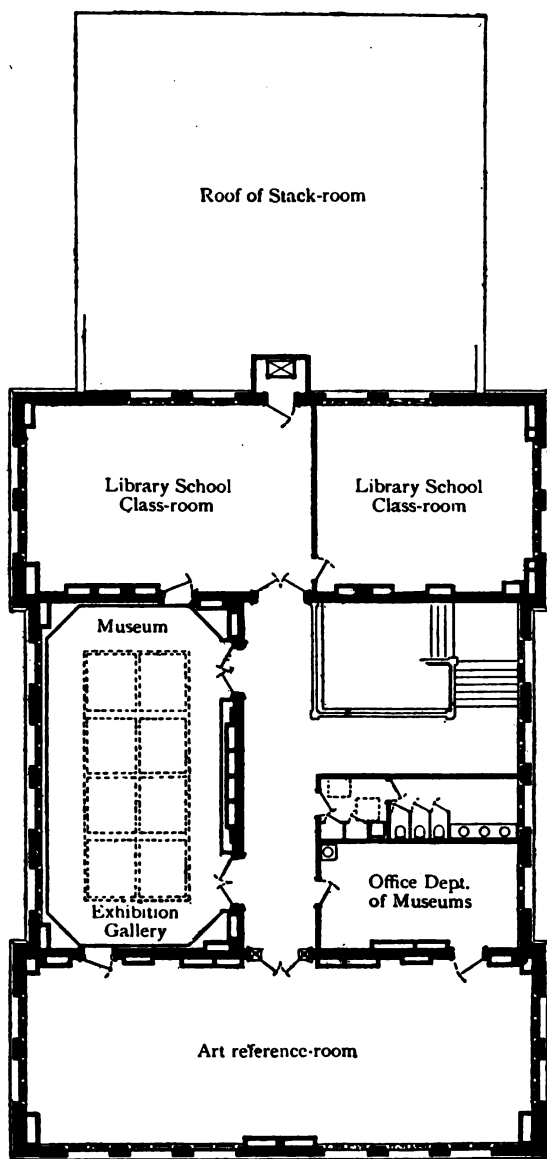 Roof of Stack-room
Library School
Class-room
Library School
Class-room
Museum
Exhibition
Gallery
Office Dept.
of Museums
Art reference-room